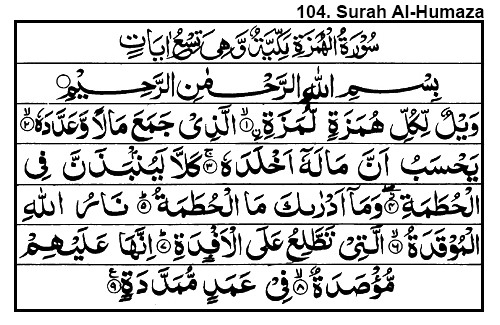 104. Surah Al-Humaza
سُوْرَةُ الْهُمَزَةِ مَكِّيَّةٌ وَّهِيَ تِسْعُ اٰيَاتٍ
بِسْمِ اللّٰهِ الرَّحْمٰنِ الرَّحِيْمِ
وَيْلٌ لِّكُلِّ هُمَزَةٍ لُّمَزَةِ ۙ﴿۱﴾ الَّذِىْ جَمَعَ مَالًا وَّعَدَّدَهٗ ۙ﴿۲﴾
يَحْسَبُ اَنَّ مَالَهٗۤ اَخْلَدَهٗ ۚ﴿۳﴾ كَلَّا لَيُنْۢبَذَنَّ فِى
الْحُطَمَةِ ۖ﴿۴﴾ وَمَاۤ اَدْرٰىكَ مَا الْحُطَمَةُ ؕ﴿۵﴾ نَارُ اللّٰهِ
الْمُوْقَدَةُ ۙ﴿۶﴾ الَّتِىْ تَطَّلِعُ عَلَى الْاَفْـِٕدَةِ ؕ﴿۷﴾ اِنَّهَا عَلَيْهِمْ
مُّؤْصَدَةٌ ۙ﴿۸﴾ فِىْ عَمَدٍ مُّمَدَّدَةٍ ﴿۹﴾